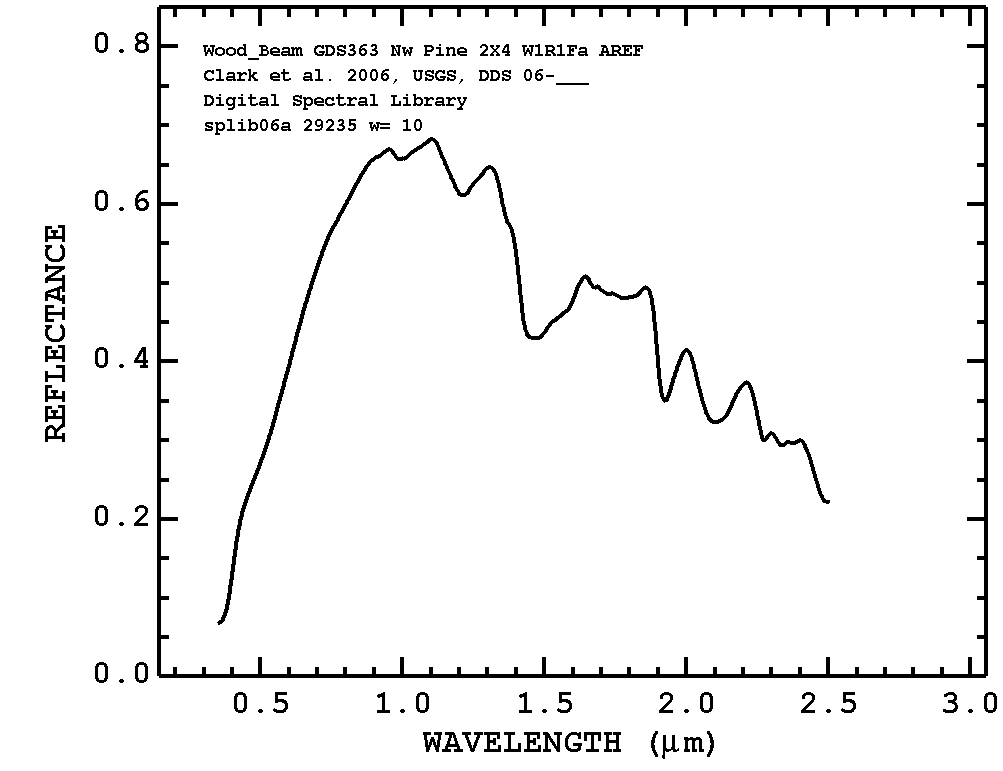 0.8
0.6
0.4
0.2
0.0
REFLECTANCE
Wood_Beam GDS363 Nw Pine 2X4 W1R1Fa AREF
Clark et al. 2006, USGS, DDS 06-___
Digital Spectral Library
splib06a 29235 w= 10
0.5 1.0 1.5 2.0 2.5 3.0
WAVELENGTH (μm)